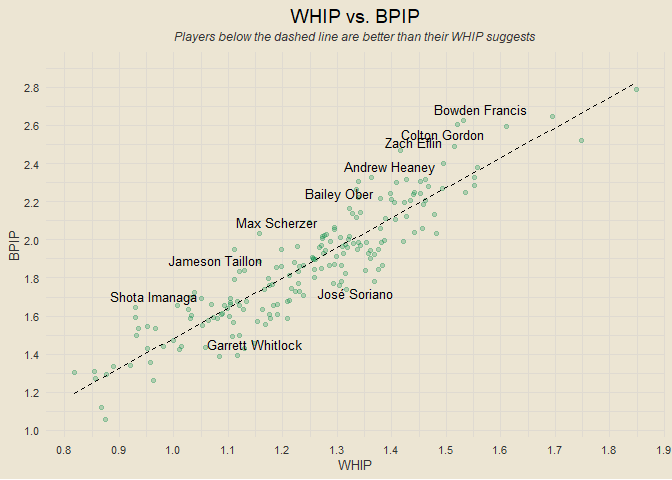 WHIP vs. BPIP
Players below the dashed line are better than their WHIP suggests
2.8
Bowden Francis
2.6
Colton Gordon
Zach Eflin
2.4
Andrew Heaney
2.2
Bailey Ober
Max Scherzer
2.0
BPIP
Jameson Taillon
1.8
Shota Imanaga
Jose Soriano
1.6
Garrett Whitlock
1.4
1.2
1.0
0.8 0.9 1.0 1.1 1.2 1.3 1.4 1.5 1.6 1.7 1.8 1.9
WHIP